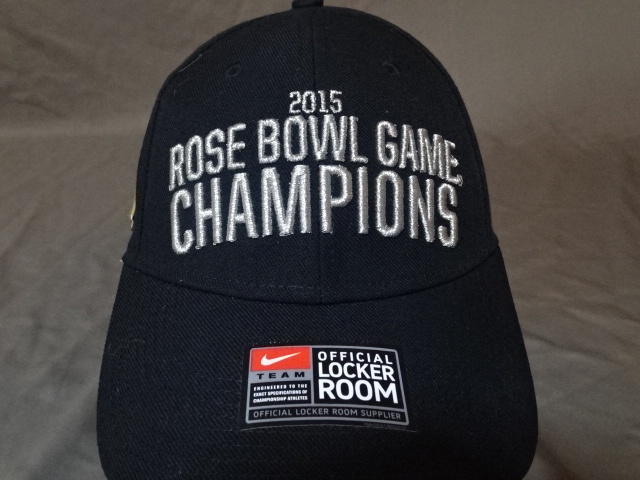 2015
ROSE BOWL GAME
CHAMPIONS
TEAM
ENGINEERED TO THE
EXACT SPECIFICATIONS OF
CHAMPIONSHIP ATHLETES
OFFICIAL
LOCKER
ROOM
OFFICIAL LOCKER ROOM SUPPLIER